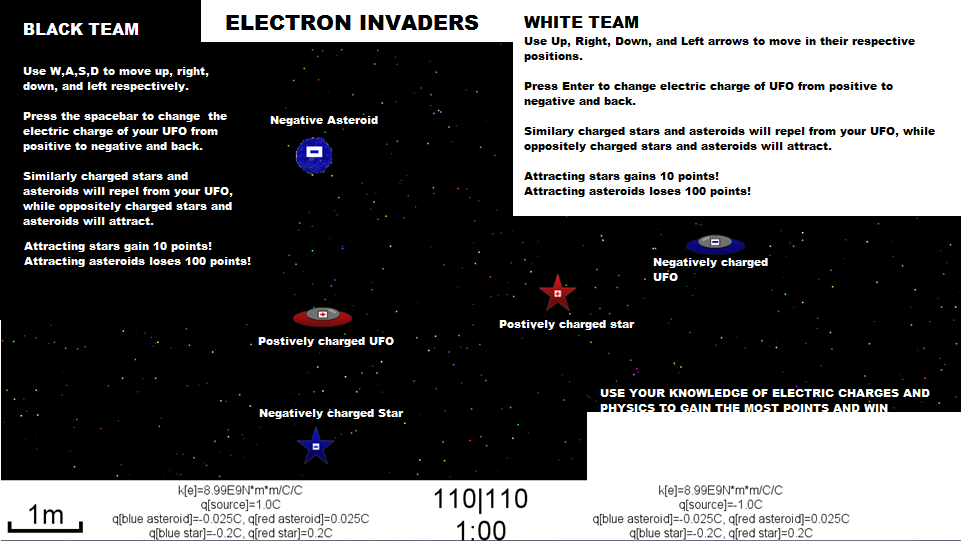 BLACK TEAM
Use W,A,S,D to move up, right,
down, and left respectively.
Press the spacebar to change the
electric charge of your UFO from
positive to negative and back.
Similarly charged stars and
asteroids will repel from your UFO,
while oppositely charged stars and
asteroids will attract.
Attracting stars gain 10 points!
Attracting asteroids loses 100 points!
ELECTRON INVADERS
WHITE TEAM
Use Up, Right, Down, and Left arrows to move in their respective
positions.
Press Enter to change electric charge of UFO from positive to
negative and back.
Similary charged stars and asteroids will repel from your UFO, while
oppositely charged stars and asteroids will attract.
Attracting stars gains 10 points!
Attracting asteroids loses 100 points!
Negative Asteroid
-
-
Negatively charged
UFO
+
Postively charged star
+
Postively charged UFO
Negatively charged Star
-
USE YOUR KNOWLEDGE OF ELECTRIC CHARGES AND
PHYSICS TO GAIN THE MOST POINTS AND WIN
1m
k[e]=8.99E9N*m*m/C/C
q[source]=1.0C
q[blue asteroid]=-0.025C, q[red asteroid]=0.025C
q[blue star]=-0.2C, q[red star]=0.2C
110|110
1:00
k[e]=8.99E9N*m*m/C/C
q[source]=-1.0C
q[blue asteroid]=-0.025C, q[red asteroid]=0.025C
q[blue star]=-0.2C, q[red star]=0.2C